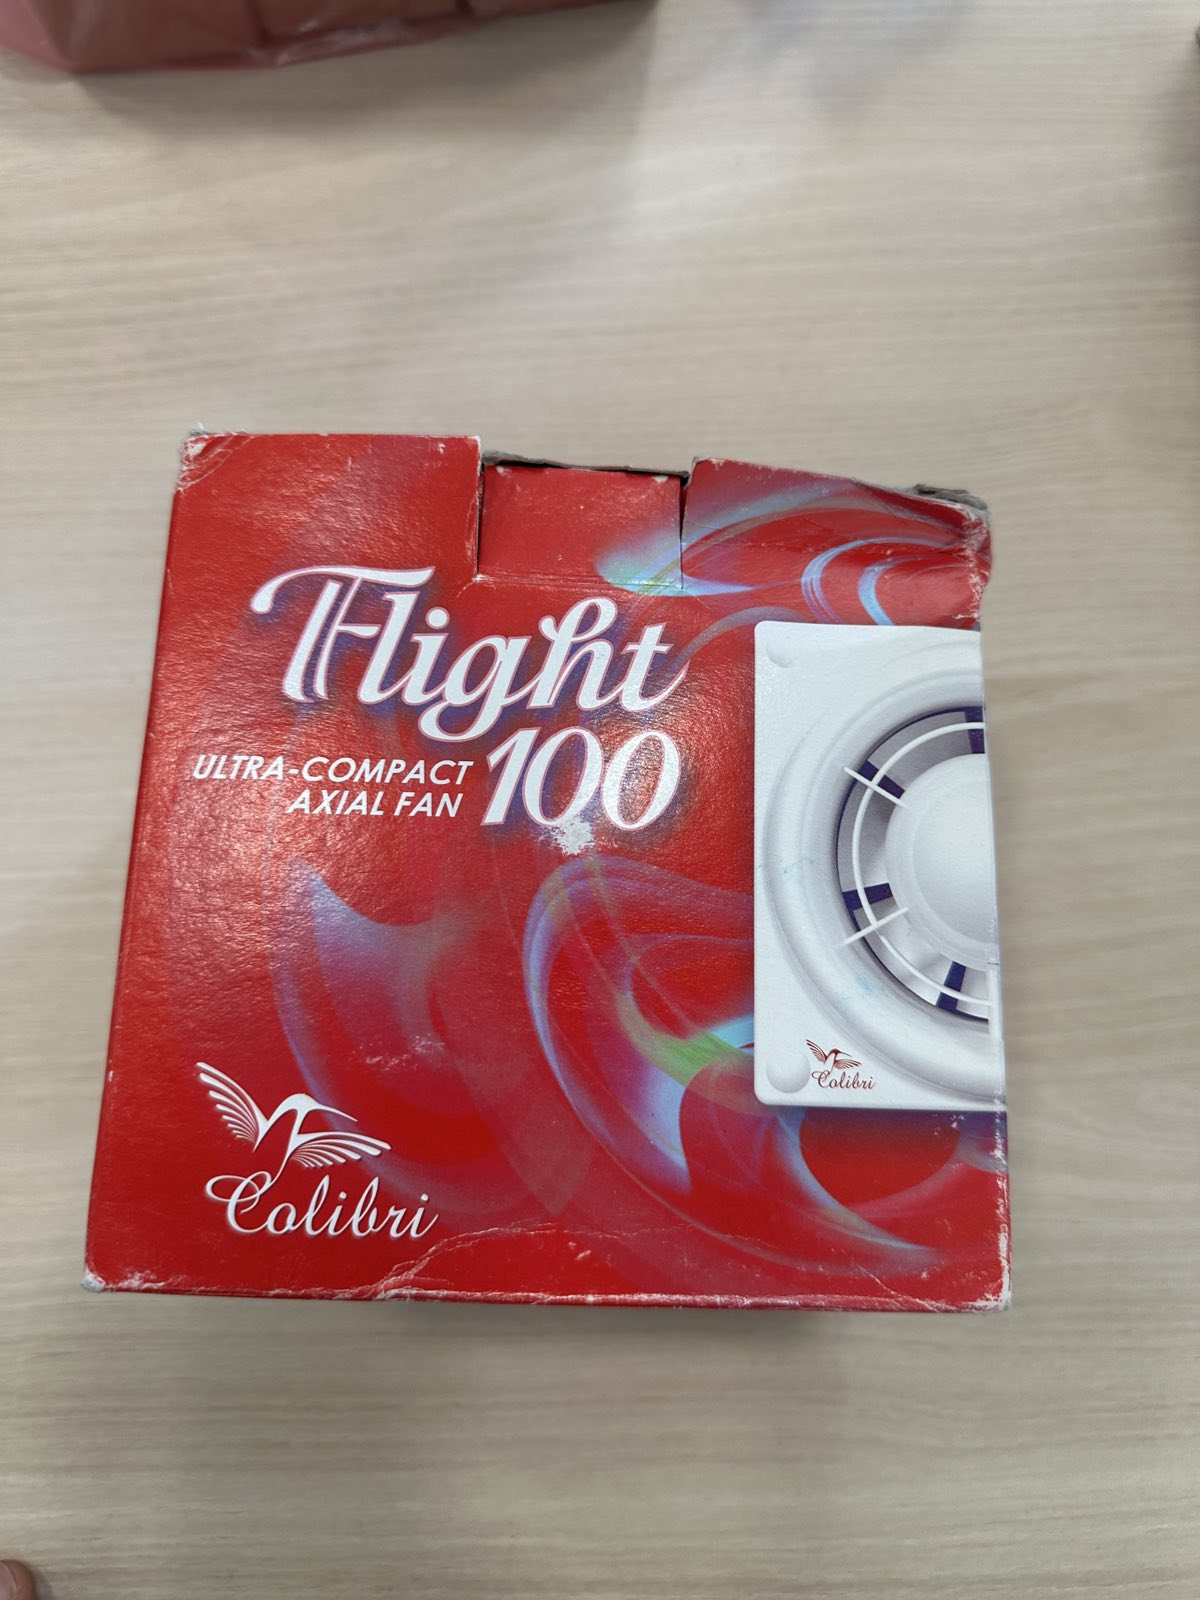 Flight
100
ULTRA-COMPACT
AXIAL FAN
Colibri
Colibri